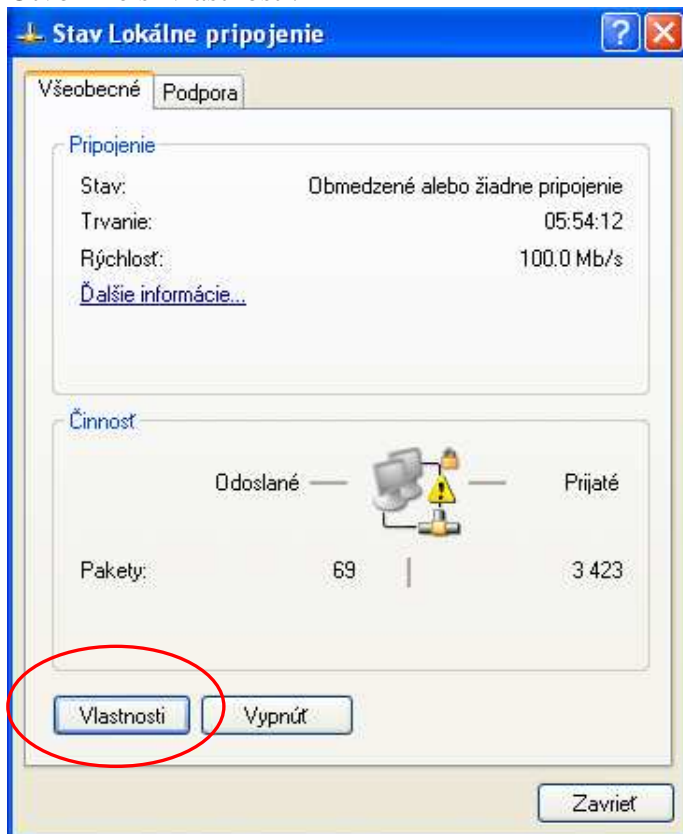 Stav Lokálne pripojenie
Všeobecné Podpora
Pripojenie
Stav: Obmedzené alebo žiadne pripojenie
Trvanie: 05:54:12
Rýchlosť: 100.0 Mb/s
Ďalšie informácie...
Činnosť
Odoslané Prijaté
Pakety: 69 3 423
Vlastnosti Vypnúť
Zavrieť